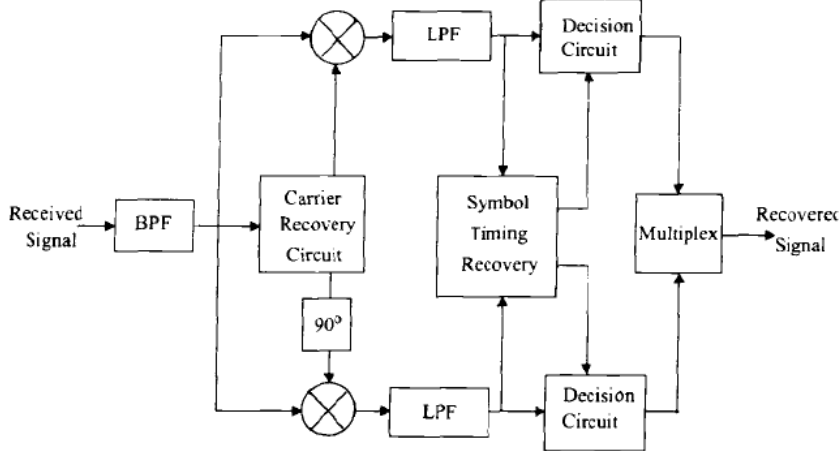 LPF
Decision
Circuit
Received
Signal
BPF
Carrier
Recovery
Circuit
Symbol
Timing
Recovery
Multiplex
Recovered
Signal
90°
LPF
Decision
Circuit